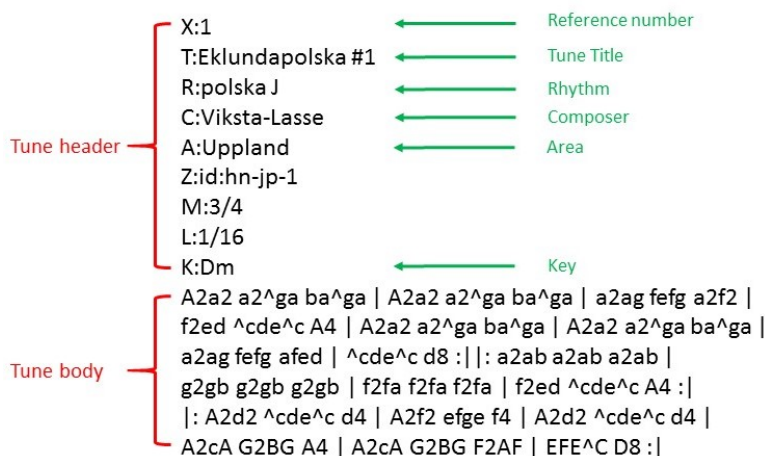 X:1 Reference number
T:Eklundapolska #1 Tune Title
R:polska J Rhythm
C:Viksta-Lasse Composer
Tune header A:Uppland Area
Z:id:hn-jp-1
M:3/4
L:1/16
K:Dm Key
A2a2 a2^ga ba^ga | A2a2 a2^ga ba^ga | a2ag fefg a2f2 |
f2ed ^cde^c A4 | A2a2 a2^ga ba^ga | A2a2 a2^ga ba^ga |
a2ag fefg afed | ^cde^c d8 :||: a2ab a2ab a2ab |
Tune body g2gb g2gb g2gb | f2fa f2fa f2fa | f2ed ^cde^c A4 :|
|: A2d2 ^cde^c d4 | A2f2 efge f4 | A2d2 ^cde^c d4 |
A2cA G2BG A4 | A2cA G2BG F2AF | EFE^C D8 :|